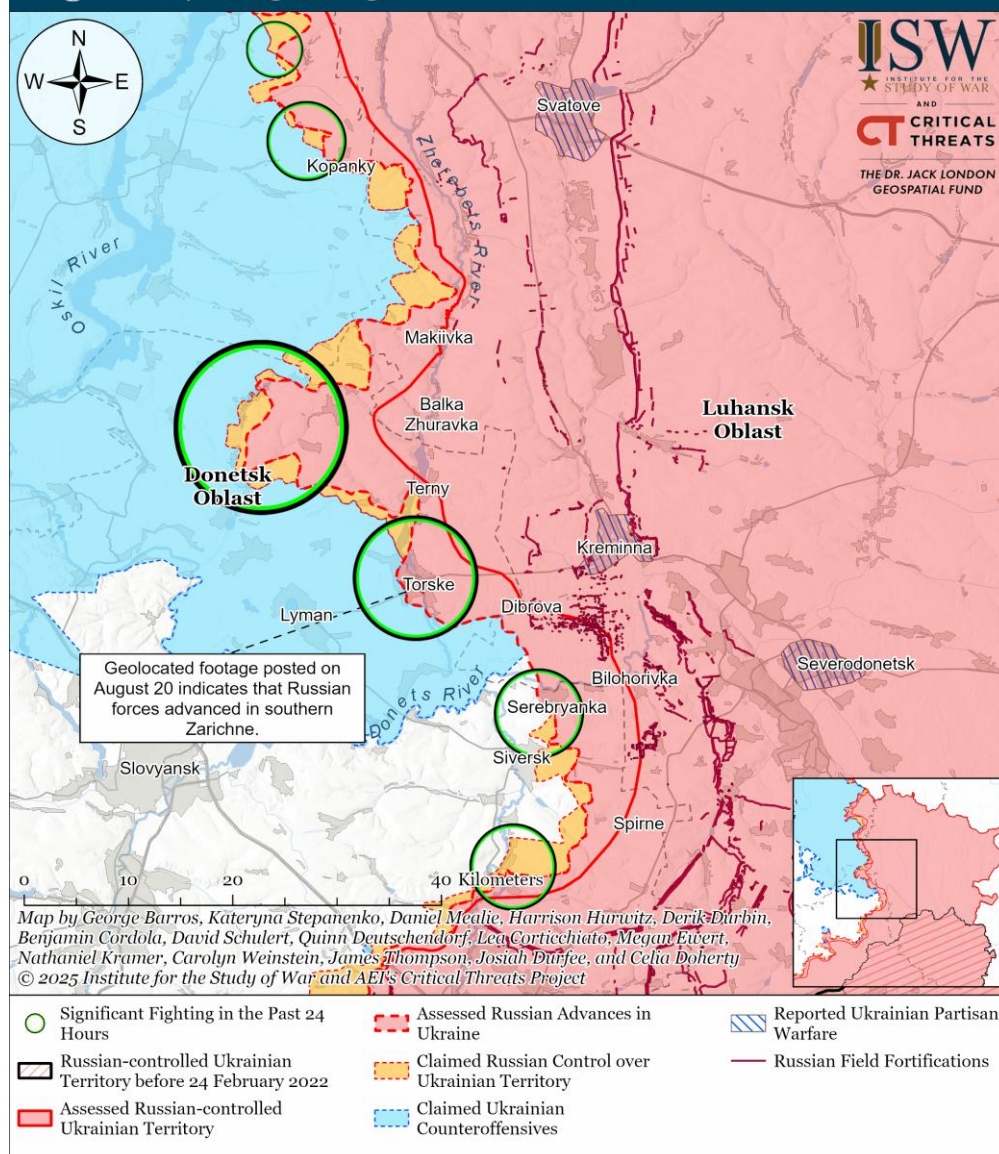 N
W E
S
ISW
INSTITUTE FOR THE
STUDY OF WAR
AND
CT CRITICAL
THREATS
THE DR. JACK LONDON
GEOSPATIAL FUND
Svatove
Zherebets River
Kopanky
Oskil River
Makiivka
Balka
Zhuravka
Luhansk
Oblast
Donetsk
Oblast
Terny
Kreminna
Torske
Dibrova
Lyman
Geolocated footage posted on
August 20 indicates that Russian
forces advanced in southern
Zarichne.
Bilohorivka
Severodonetsk
Donets River
Serebryanka
Siversk
Slovyansk
Spirne
0 10 20 40 Kilometers
Map by George Barros, Kateryna Stepanenko, Daniel Mealie, Harrison Hurwitz, Derik Durbin,
Benjamin Cordola, David Schulert, Quinn Deutschendorf, Lea Corticchiato, Megan Ewert,
Nathaniel Kramer, Carolyn Weinstein, James Thompson, Josiah Durfee, and Celia Doherty
© 2025 Institute for the Study of War and AEI's Critical Threats Project
Significant Fighting in the Past 24
Hours
Russian-controlled Ukrainian
Territory before 24 February 2022
Assessed Russian-controlled
Ukrainian Territory
Assessed Russian Advances in
Ukraine
Claimed Russian Control over
Ukrainian Territory
Claimed Ukrainian
Counteroffensives
Reported Ukrainian Partisan
Warfare
Russian Field Fortifications